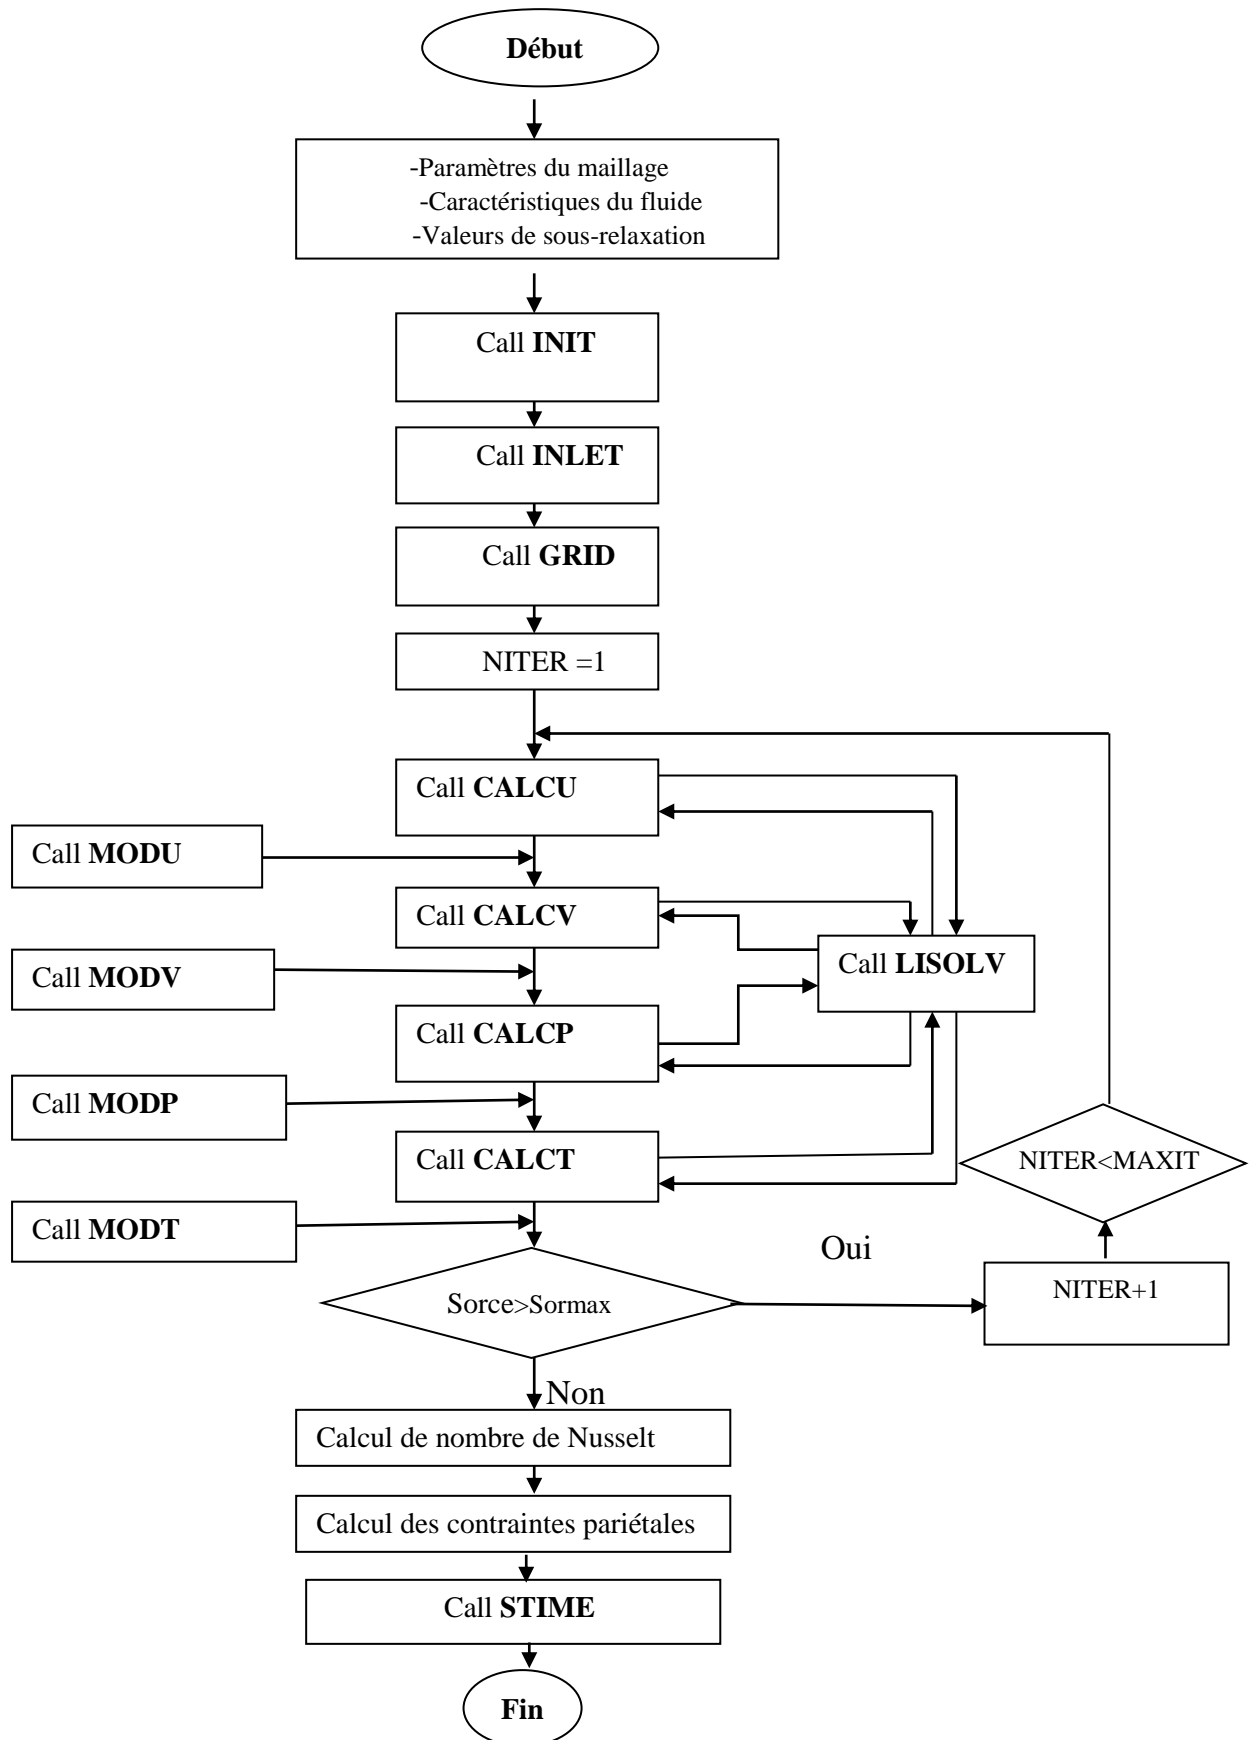 Début
-Paramètres du maillage
-Caractéristiques du fluide
-Valeurs de sous-relaxation
Call INIT
Call INLET
Call GRID
NITER =1
Call CALCU
Call MODU
Call CALCV
Call MODV
Call LISOLV
Call CALCP
Call MODP
Call CALCT
NITER<MAXIT
Call MODT
Oui
Sorce>Sormax
NITER+1
Non
Calcul de nombre de Nusselt
Calcul des contraintes pariétales
Call STIME
Fin